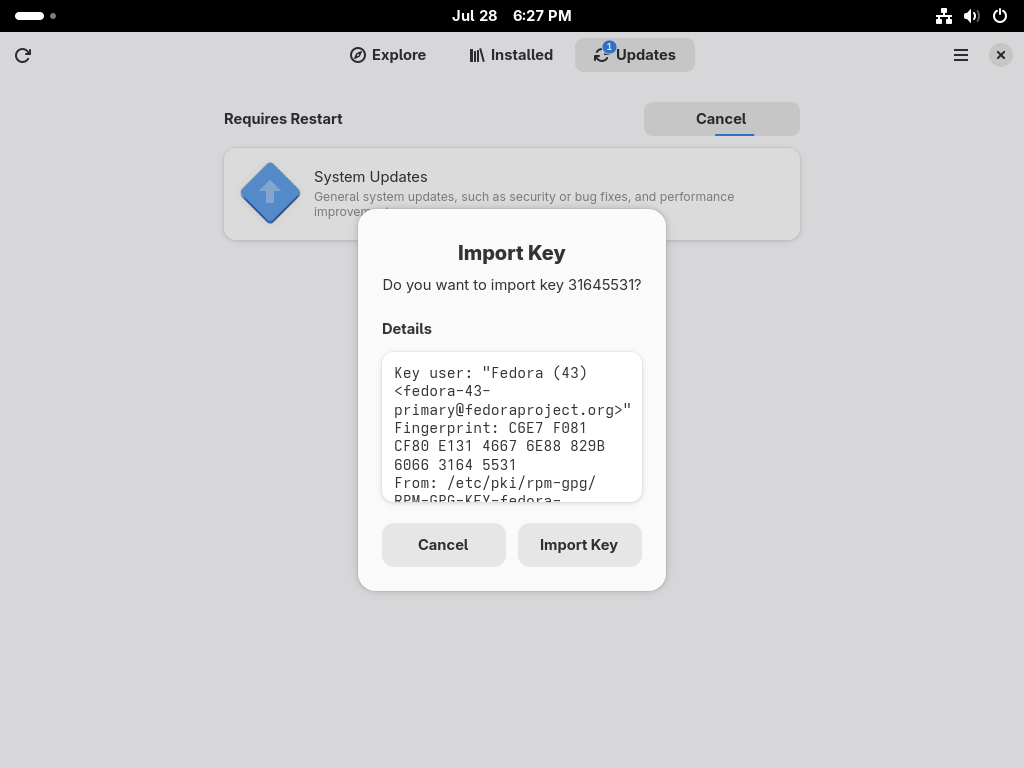 Jul 28 6:27 PM
Explore
Installed
1
Updates
Requires Restart
Cancel
System Updates
General system updates, such as security or bug fixes, and performance
Import Key
Do you want to import key 31645531?
Details
Key user: "Fedora (43)
<fedora-43-
primary@fedoraproject.org>"
Fingerprint: C6E7 F081
CF80 E131 4667 6E88 829B
6066 3164 5531
From: /etc/pki/rpm-gpg/
RPM-GPG-KEY-fedora-
Cancel
Import Key